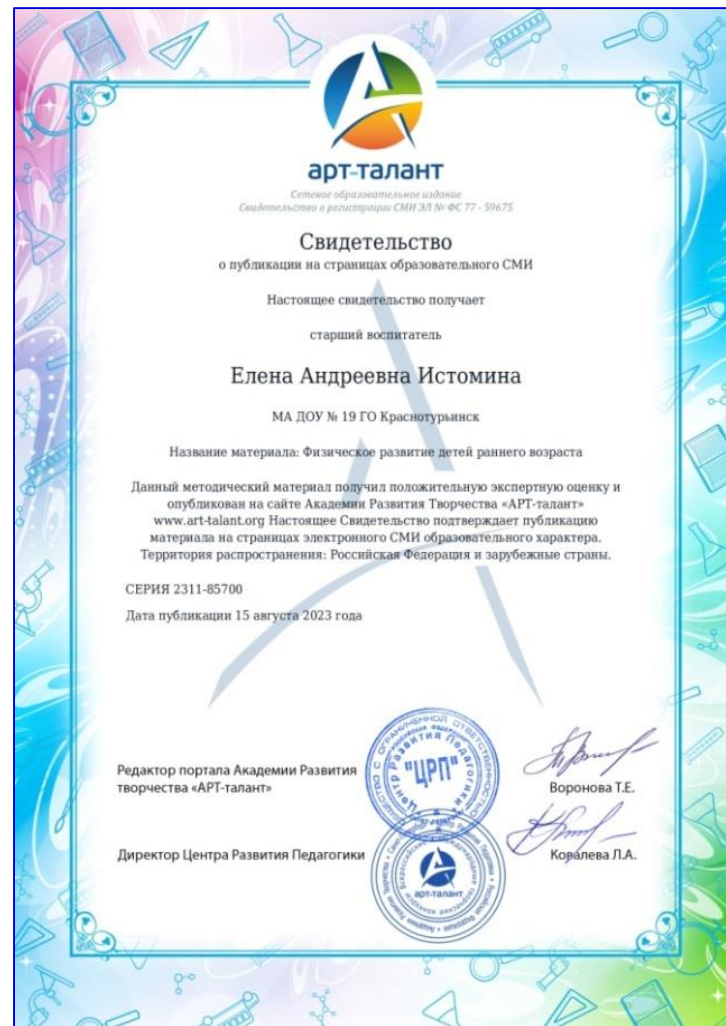 арт-талант
Сетевое образовательное издание
Свидетельство о регистрации СМИ ЭЛ № ФС 77 - 59675
Свидетельство
о публикации на страницах образовательного СМИ
Настоящее свидетельство получает
старший воспитатель
Елена Андреевна Истомина
МА ДОУ № 19 ГО Краснотурьинск
Название материала: Физическое развитие детей раннего возраста
Данный методический материал получил положительную экспертную оценку и
опубликован на сайте Академии Развития Творчества «АРТ-талант»
www.art-talant.org Настоящее Свидетельство подтверждает публикацию
материала на страницах электронного СМИ образовательного характера.
Территория распространения: Российская Федерация и зарубежные страны.
СЕРИЯ 2311-85700
Дата публикации 15 августа 2023 года
Редактор портала Академии Развития
творчества «АРТ-талант»
Воронова Т.Е.
Директор Центра Развития Педагогики
Ковалева Л.А.
Центр Развития Педагогики
"ЦРП"
арт-талант